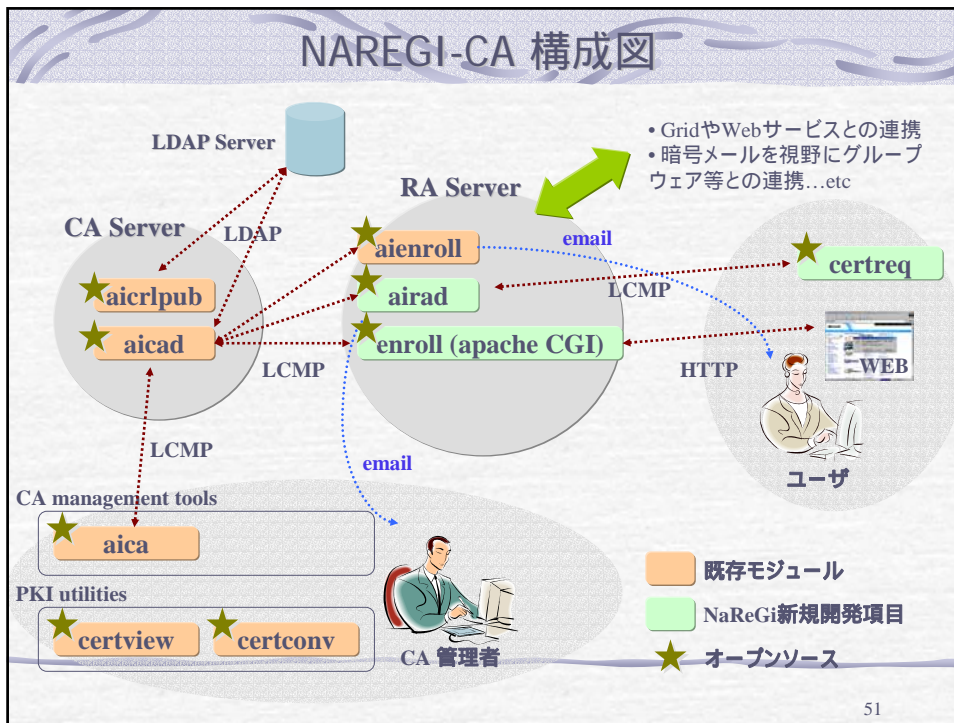 NAREGI-CA 構成図
LDAP Server
• GridやWebサービスとの連携
• 暗号メールを視野にグループ
ウェア等との連携…etc
RA Server
CA Server
LDAP
email
aienroll
certreq
aicrlpub
airad
LCMP
aicad
enroll (apache CGI)
WEB
LCMP
HTTP
LCMP
email
ユーザ
CA management tools
aica
既存モジュール
PKI utilities
NaReGi新規開発項目
certview
certconv
CA 管理者
オープンソース
51